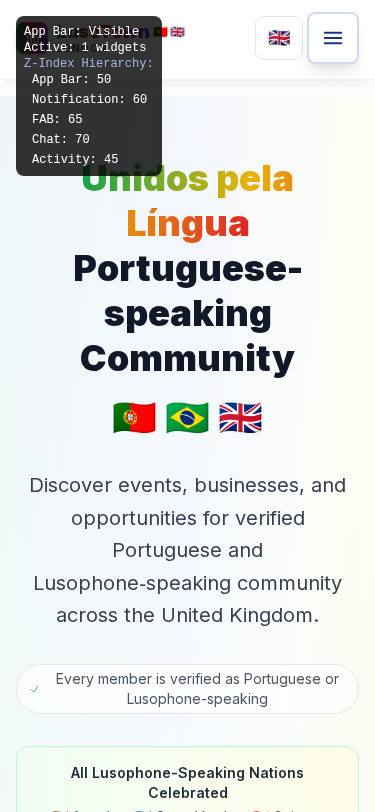 App Bar: Visible
Active: 1 widgets
Z-Index Hierarchy:
App Bar: 50
Notification: 60
FAB: 65
Chat: 70
Activity: 45
Unidos pela
Língua
Portuguese-
speaking
Community
Discover events, businesses, and
opportunities for verified
Portuguese and
Lusophone-speaking community
across the United Kingdom.
Every member is verified as Portuguese or
Lusophone-speaking
All Lusophone-Speaking Nations
Celebrated